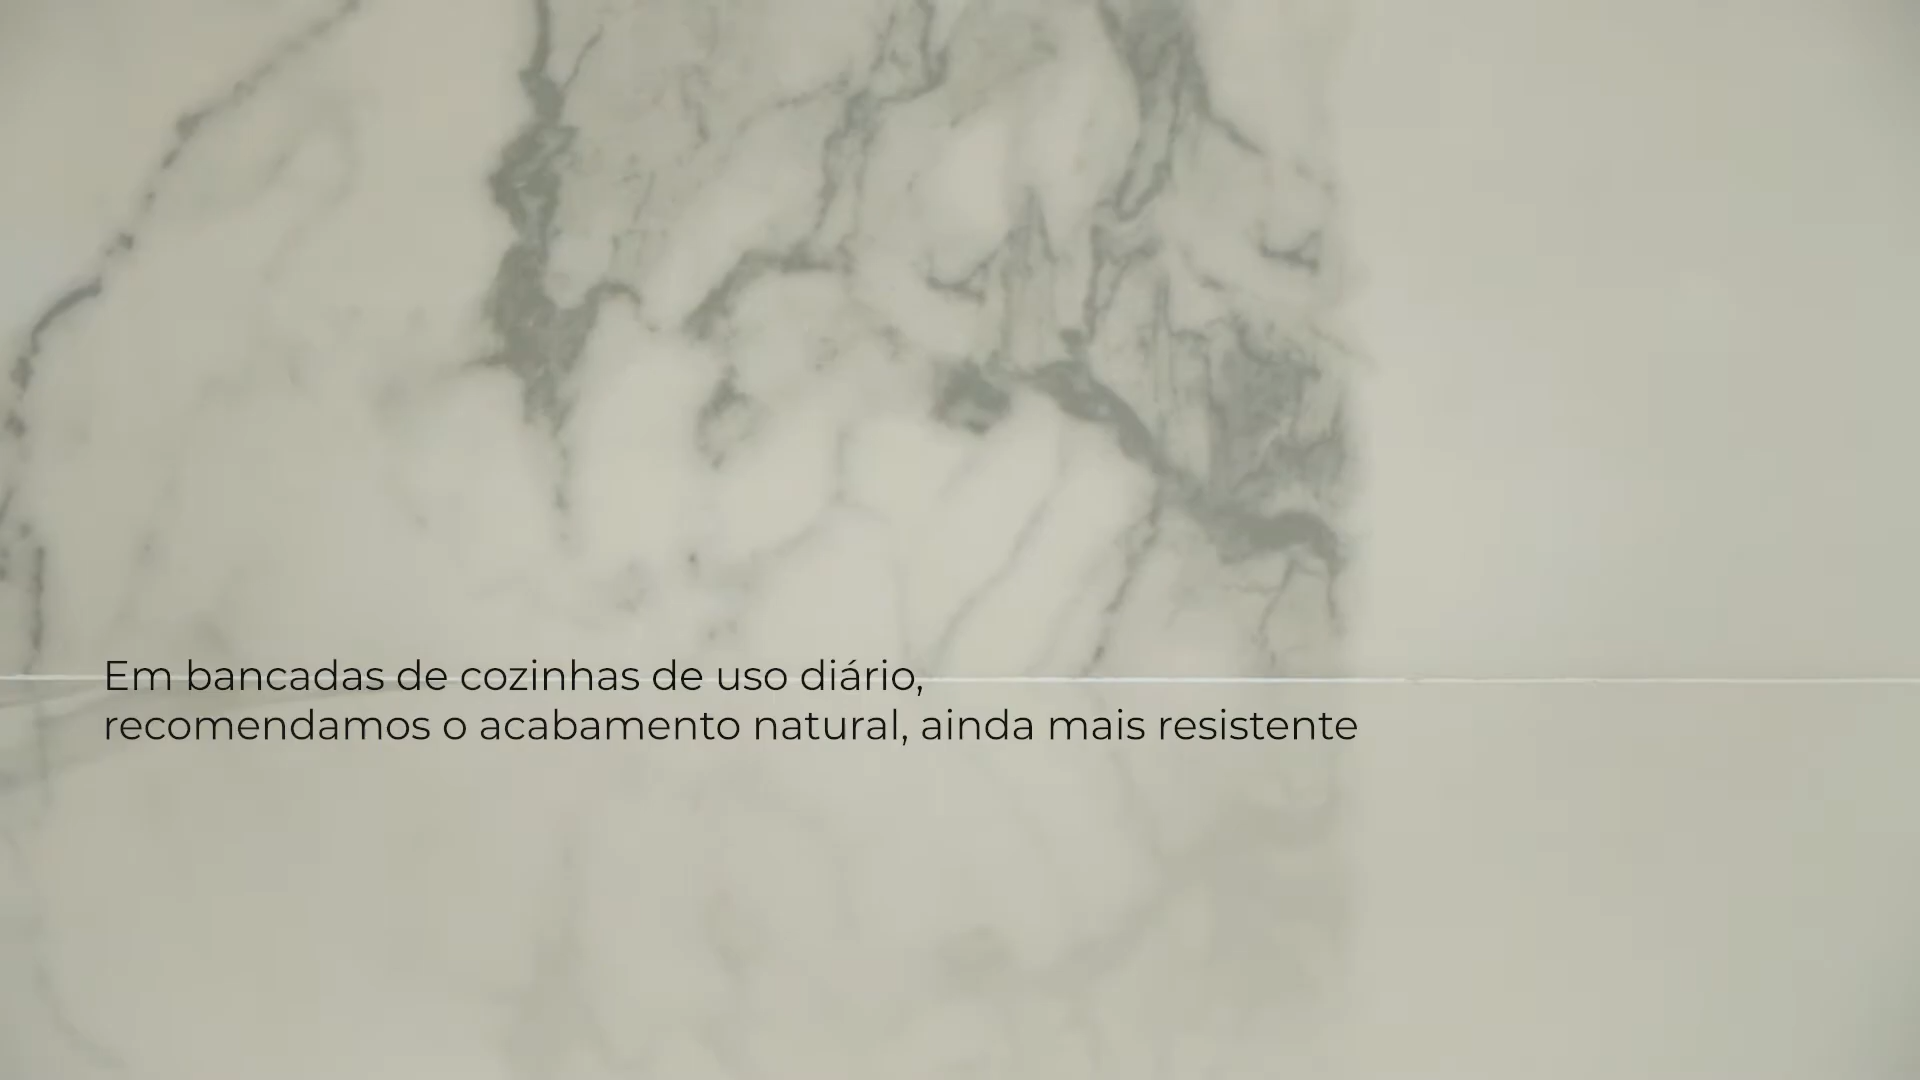 Em bancadas de cozinhas de uso diário,
recomendamos o acabamento natural, ainda mais resistente